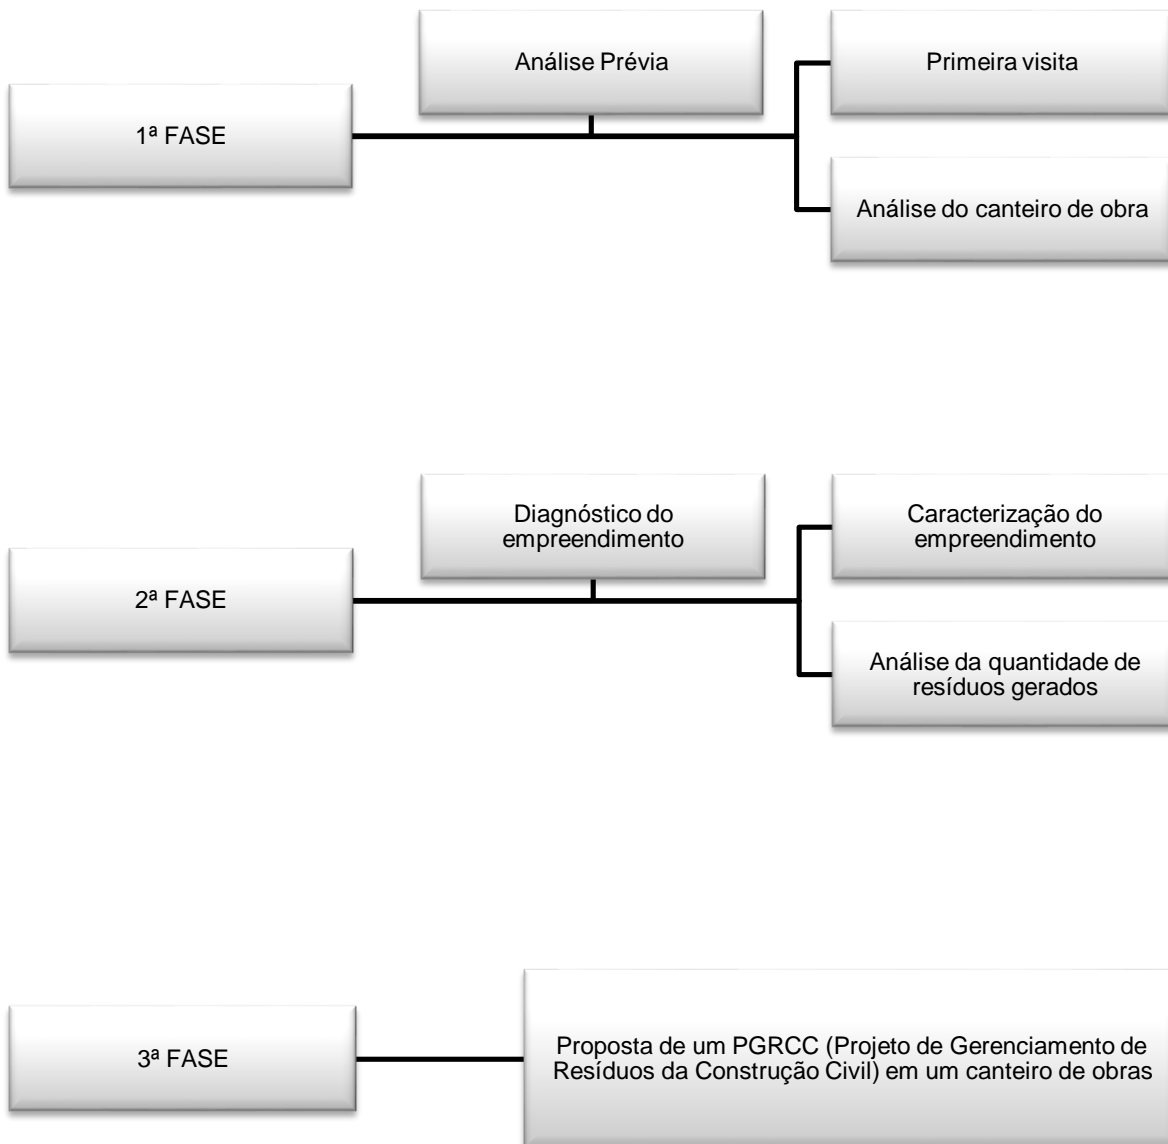 Análise Prévia
Primeira visita
1ª FASE
Análise do canteiro de obra
Diagnóstico do
empreendimento
Caracterização do
empreendimento
2ª FASE
Análise da quantidade de
resíduos gerados
3ª FASE
Proposta de um PGRCC (Projeto de Gerenciamento de
Resíduos da Construção Civil) em um canteiro de obras